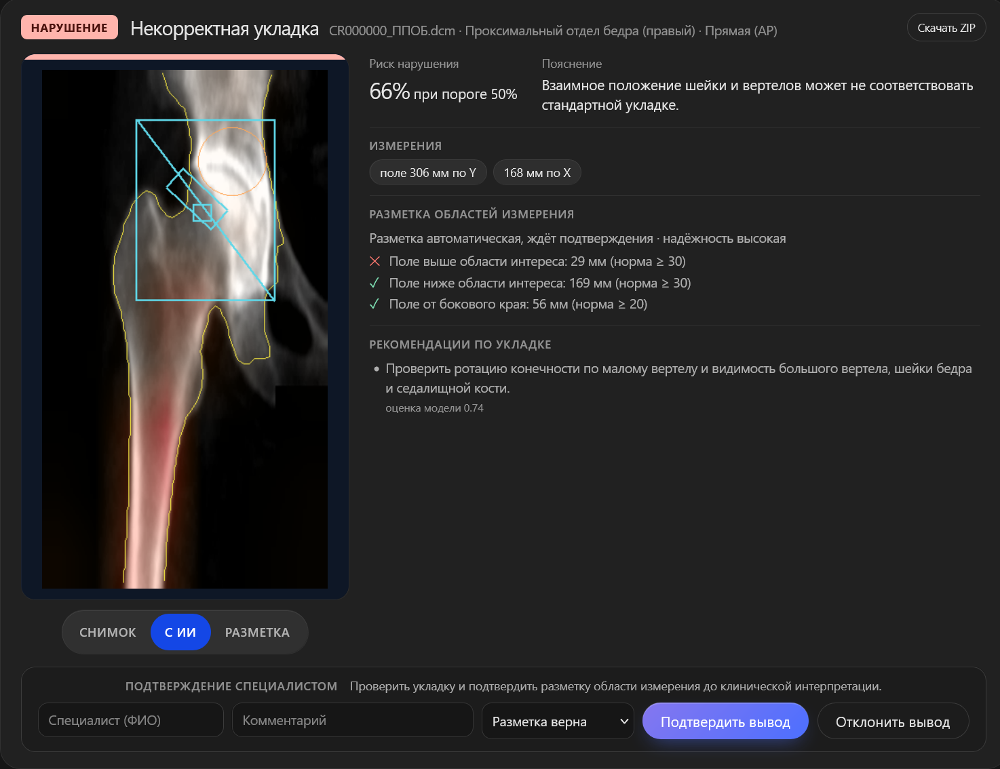 НАРУШЕНИЕ Некорректная укладка CR000000_ППОБ.dcm · Проксимальный отдел бедра (правый) · Прямая (AP) Скачать ZIP
Риск нарушения
66% при пороге 50%
Пояснение
Взаимное положение шейки и вертелов может не соответствовать
стандартной укладке.
ИЗМЕРЕНИЯ
поле 306 мм по Y 168 мм по X
РАЗМЕТКА ОБЛАСТЕЙ ИЗМЕРЕНИЯ
Разметка автоматическая, ждёт подтверждения · надёжность высокая
✕ Поле выше области интереса: 29 мм (норма ≥ 30)
✓ Поле ниже области интереса: 169 мм (норма ≥ 30)
✓ Поле от бокового края: 56 мм (норма ≥ 20)
РЕКОМЕНДАЦИИ ПО УКЛАДКЕ
• Проверить ротацию конечности по малому вертелу и видимость большого вертела, шейки бедра
и седалищной кости.
оценка модели 0.74
СНИМОК С ИИ РАЗМЕТКА
ПОДТВЕРЖДЕНИЕ СПЕЦИАЛИСТОМ Проверить укладку и подтвердить разметку области измерения до клинической интерпретации.
Специалист (ФИО) Комментарий Разметка верна Подтвердить вывод Отклонить вывод